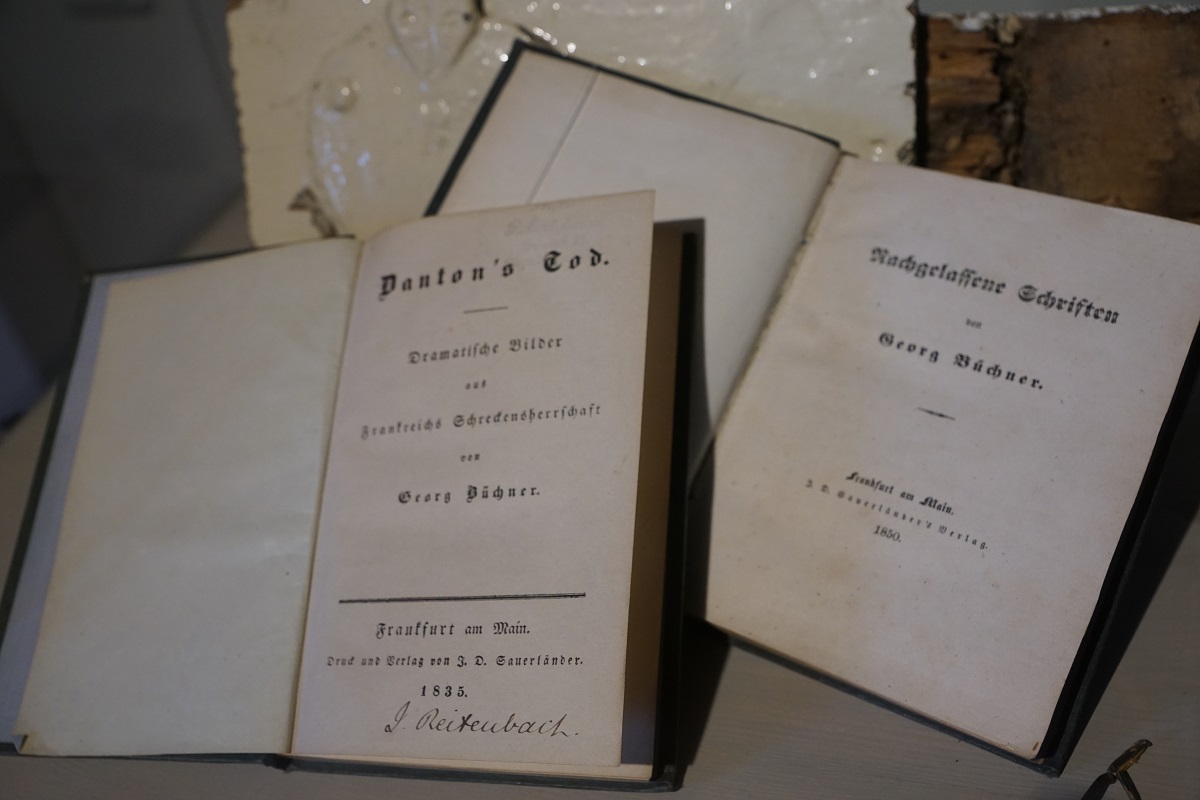 Danton's Tod.
Dramatische Bilder
aus
Frankreichs Schreckensherrschaft
von
Georg Büchner.
Frankfurt am Main.
Druck und Verlag von J. D. Sauerländer.
1835.
J. Reitenbach.
Nachgelassene Schriften
von
Georg Büchner.
Frankfurt am Main.
J. D. Sauerländer's Verlag.
1850.